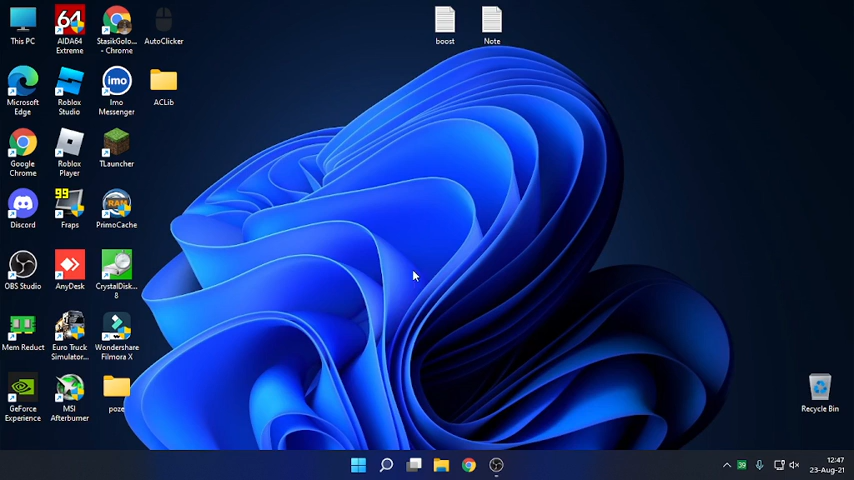 This PC
64
AIDA64
Extreme
StasikGolo...
- Chrome
AutoClicker
boost
Note
Microsoft
Edge
Roblox
Studio
imo
Imo
Messenger
ACLib
Google
Chrome
Roblox
Player
TLauncher
Discord
99
Fraps
RAM
PrimoCache
OBS Studio
AnyDesk
CrystalDisk...
8
Mem Reduct
Euro Truck
Simulator...
Wondershare
Filmora X
GeForce
Experience
MSI
Afterburner
poze
Recycle Bin
39
12:47
23-Aug-21